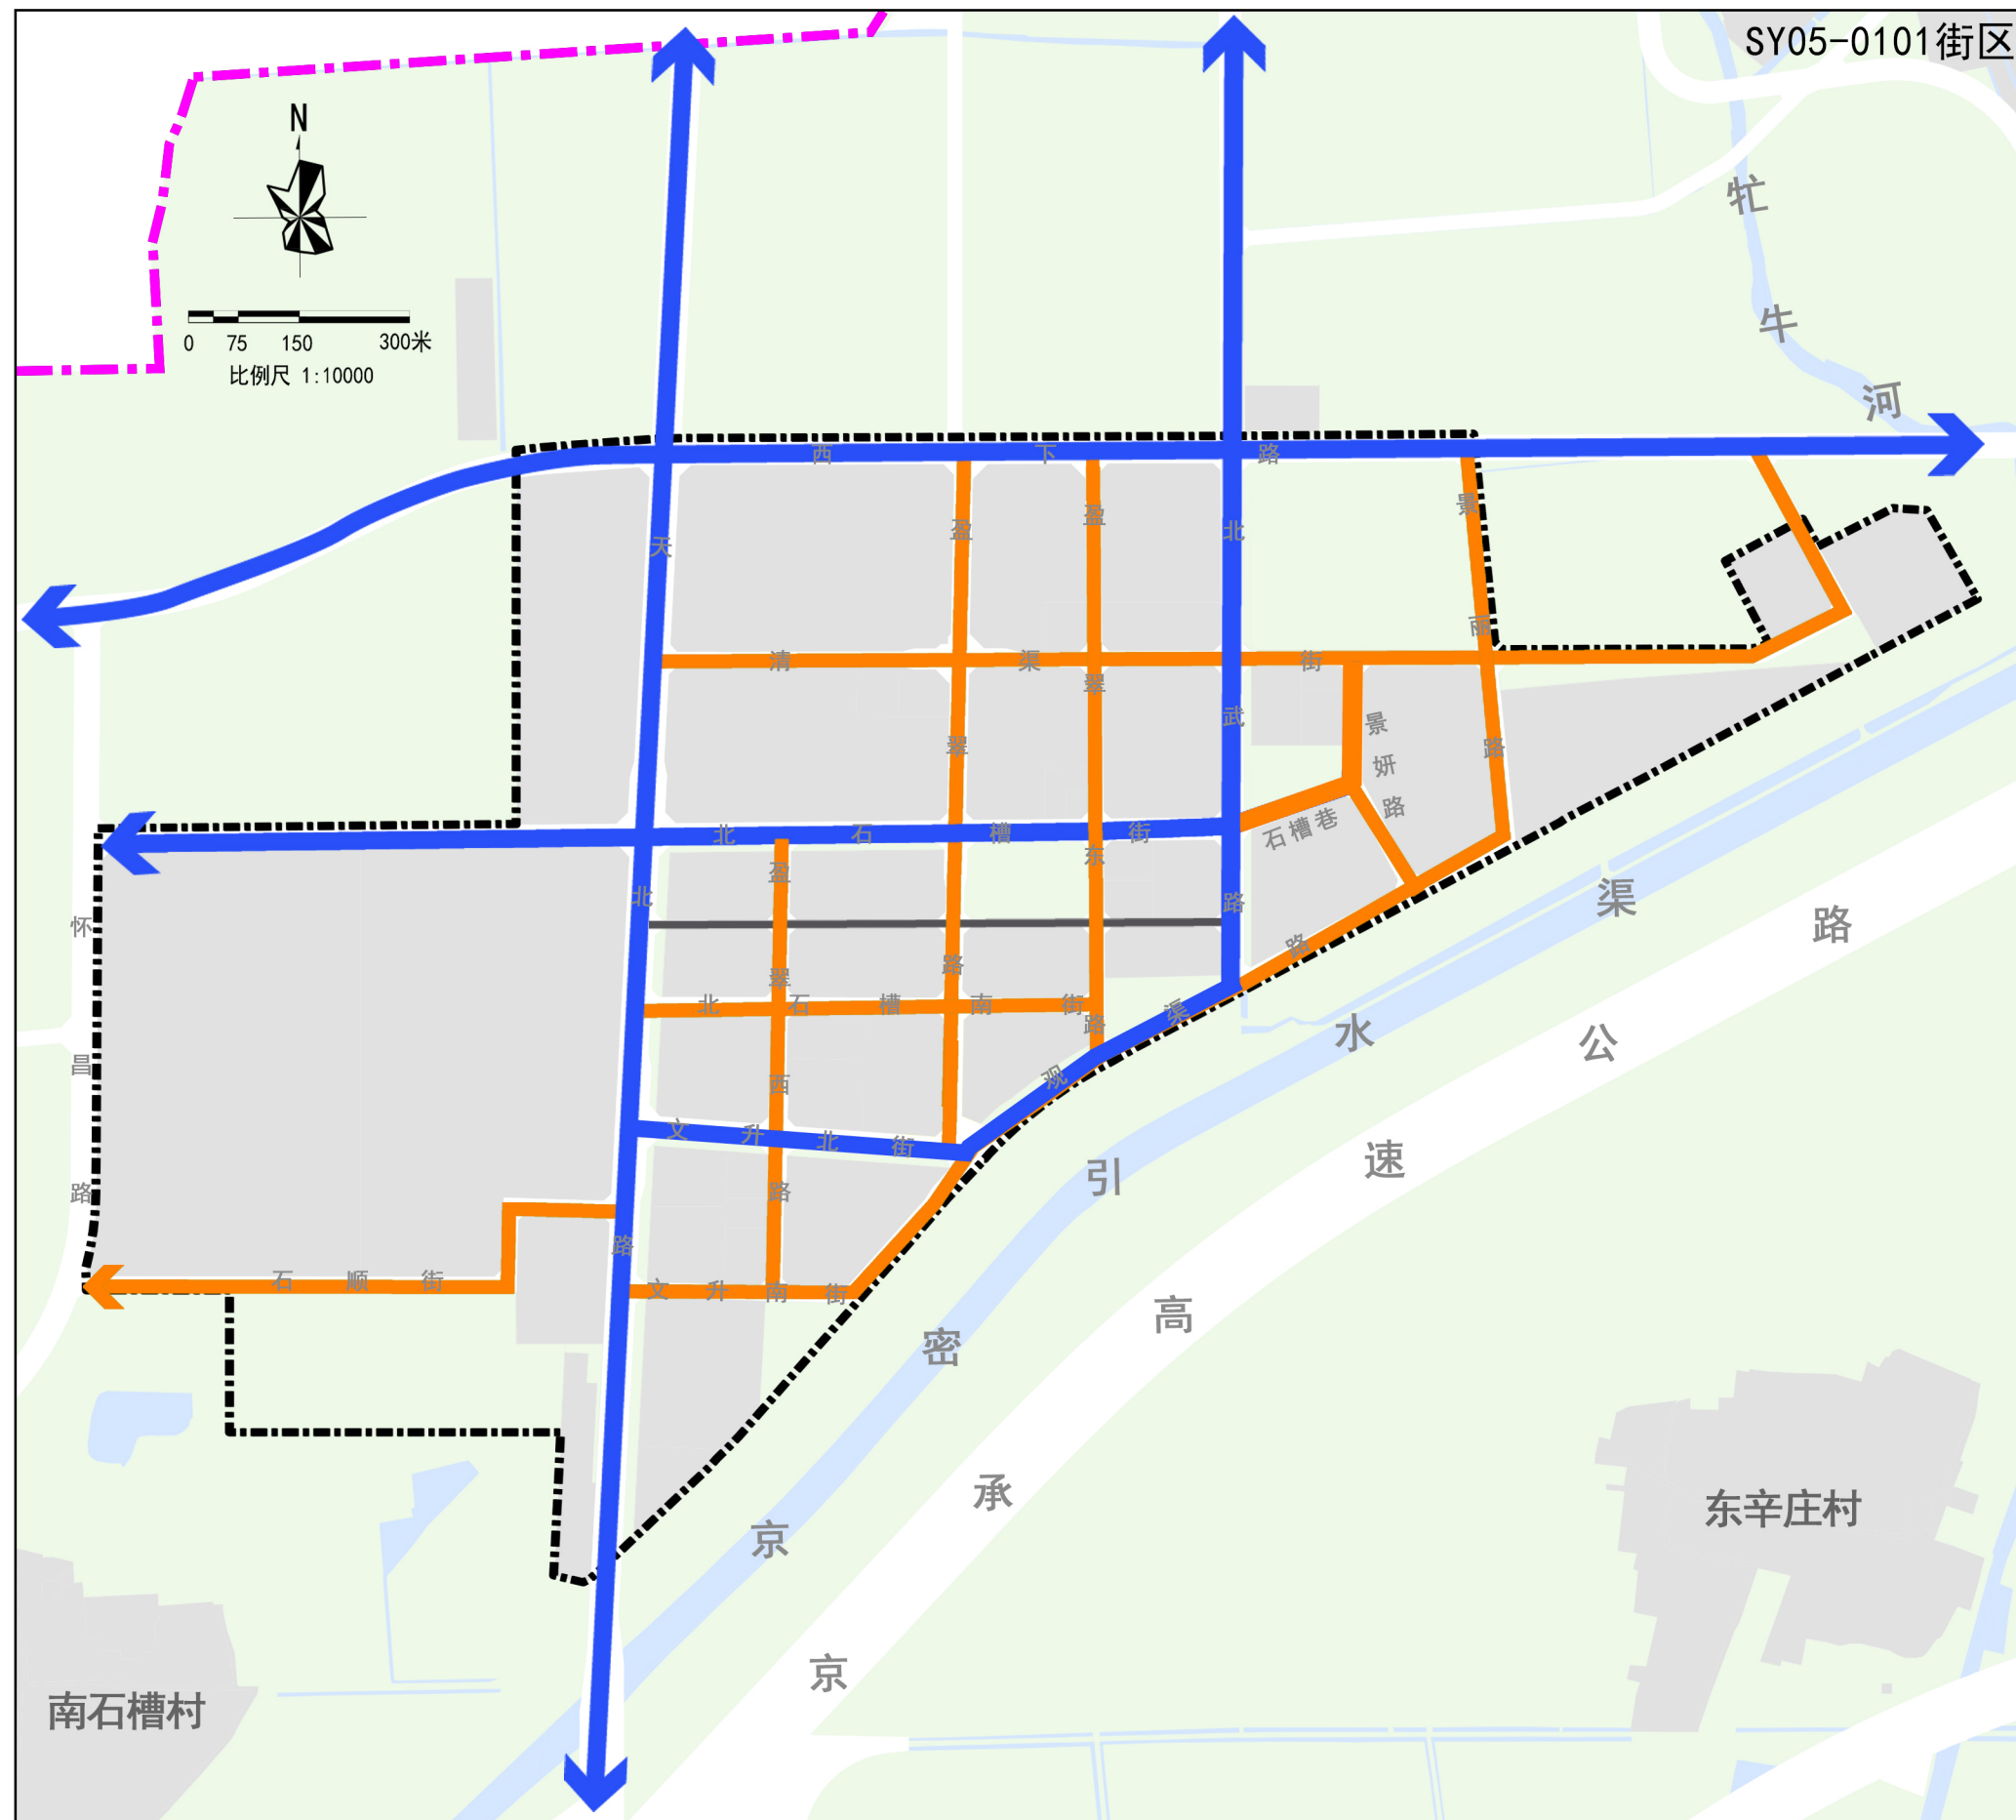 SY05-0101街区
N
0 75 150 300米
比例尺 1:10000
牤牛河
西下路
天北路
盈翠路
盈翠东路
北武路
景丽路
清渠街
景妍路
石槽巷
北石槽街
盈翠西路
北石槽南街
观渠路
文升北街
文升南街
石顺街
怀昌路
京密引水渠
京承高速公路
东辛庄村
南石槽村